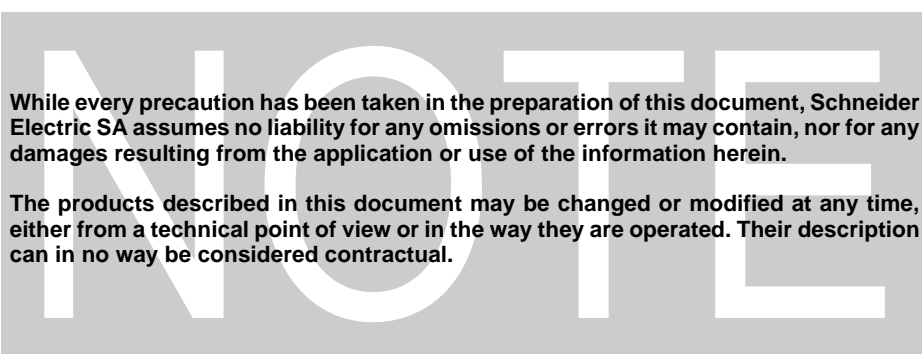 NOTE
While every precaution has been taken in the preparation of this document, Schneider
Electric SA assumes no liability for any omissions or errors it may contain, nor for any
damages resulting from the application or use of the information herein.
The products described in this document may be changed or modified at any time,
either from a technical point of view or in the way they are operated. Their description
can in no way be considered contractual.